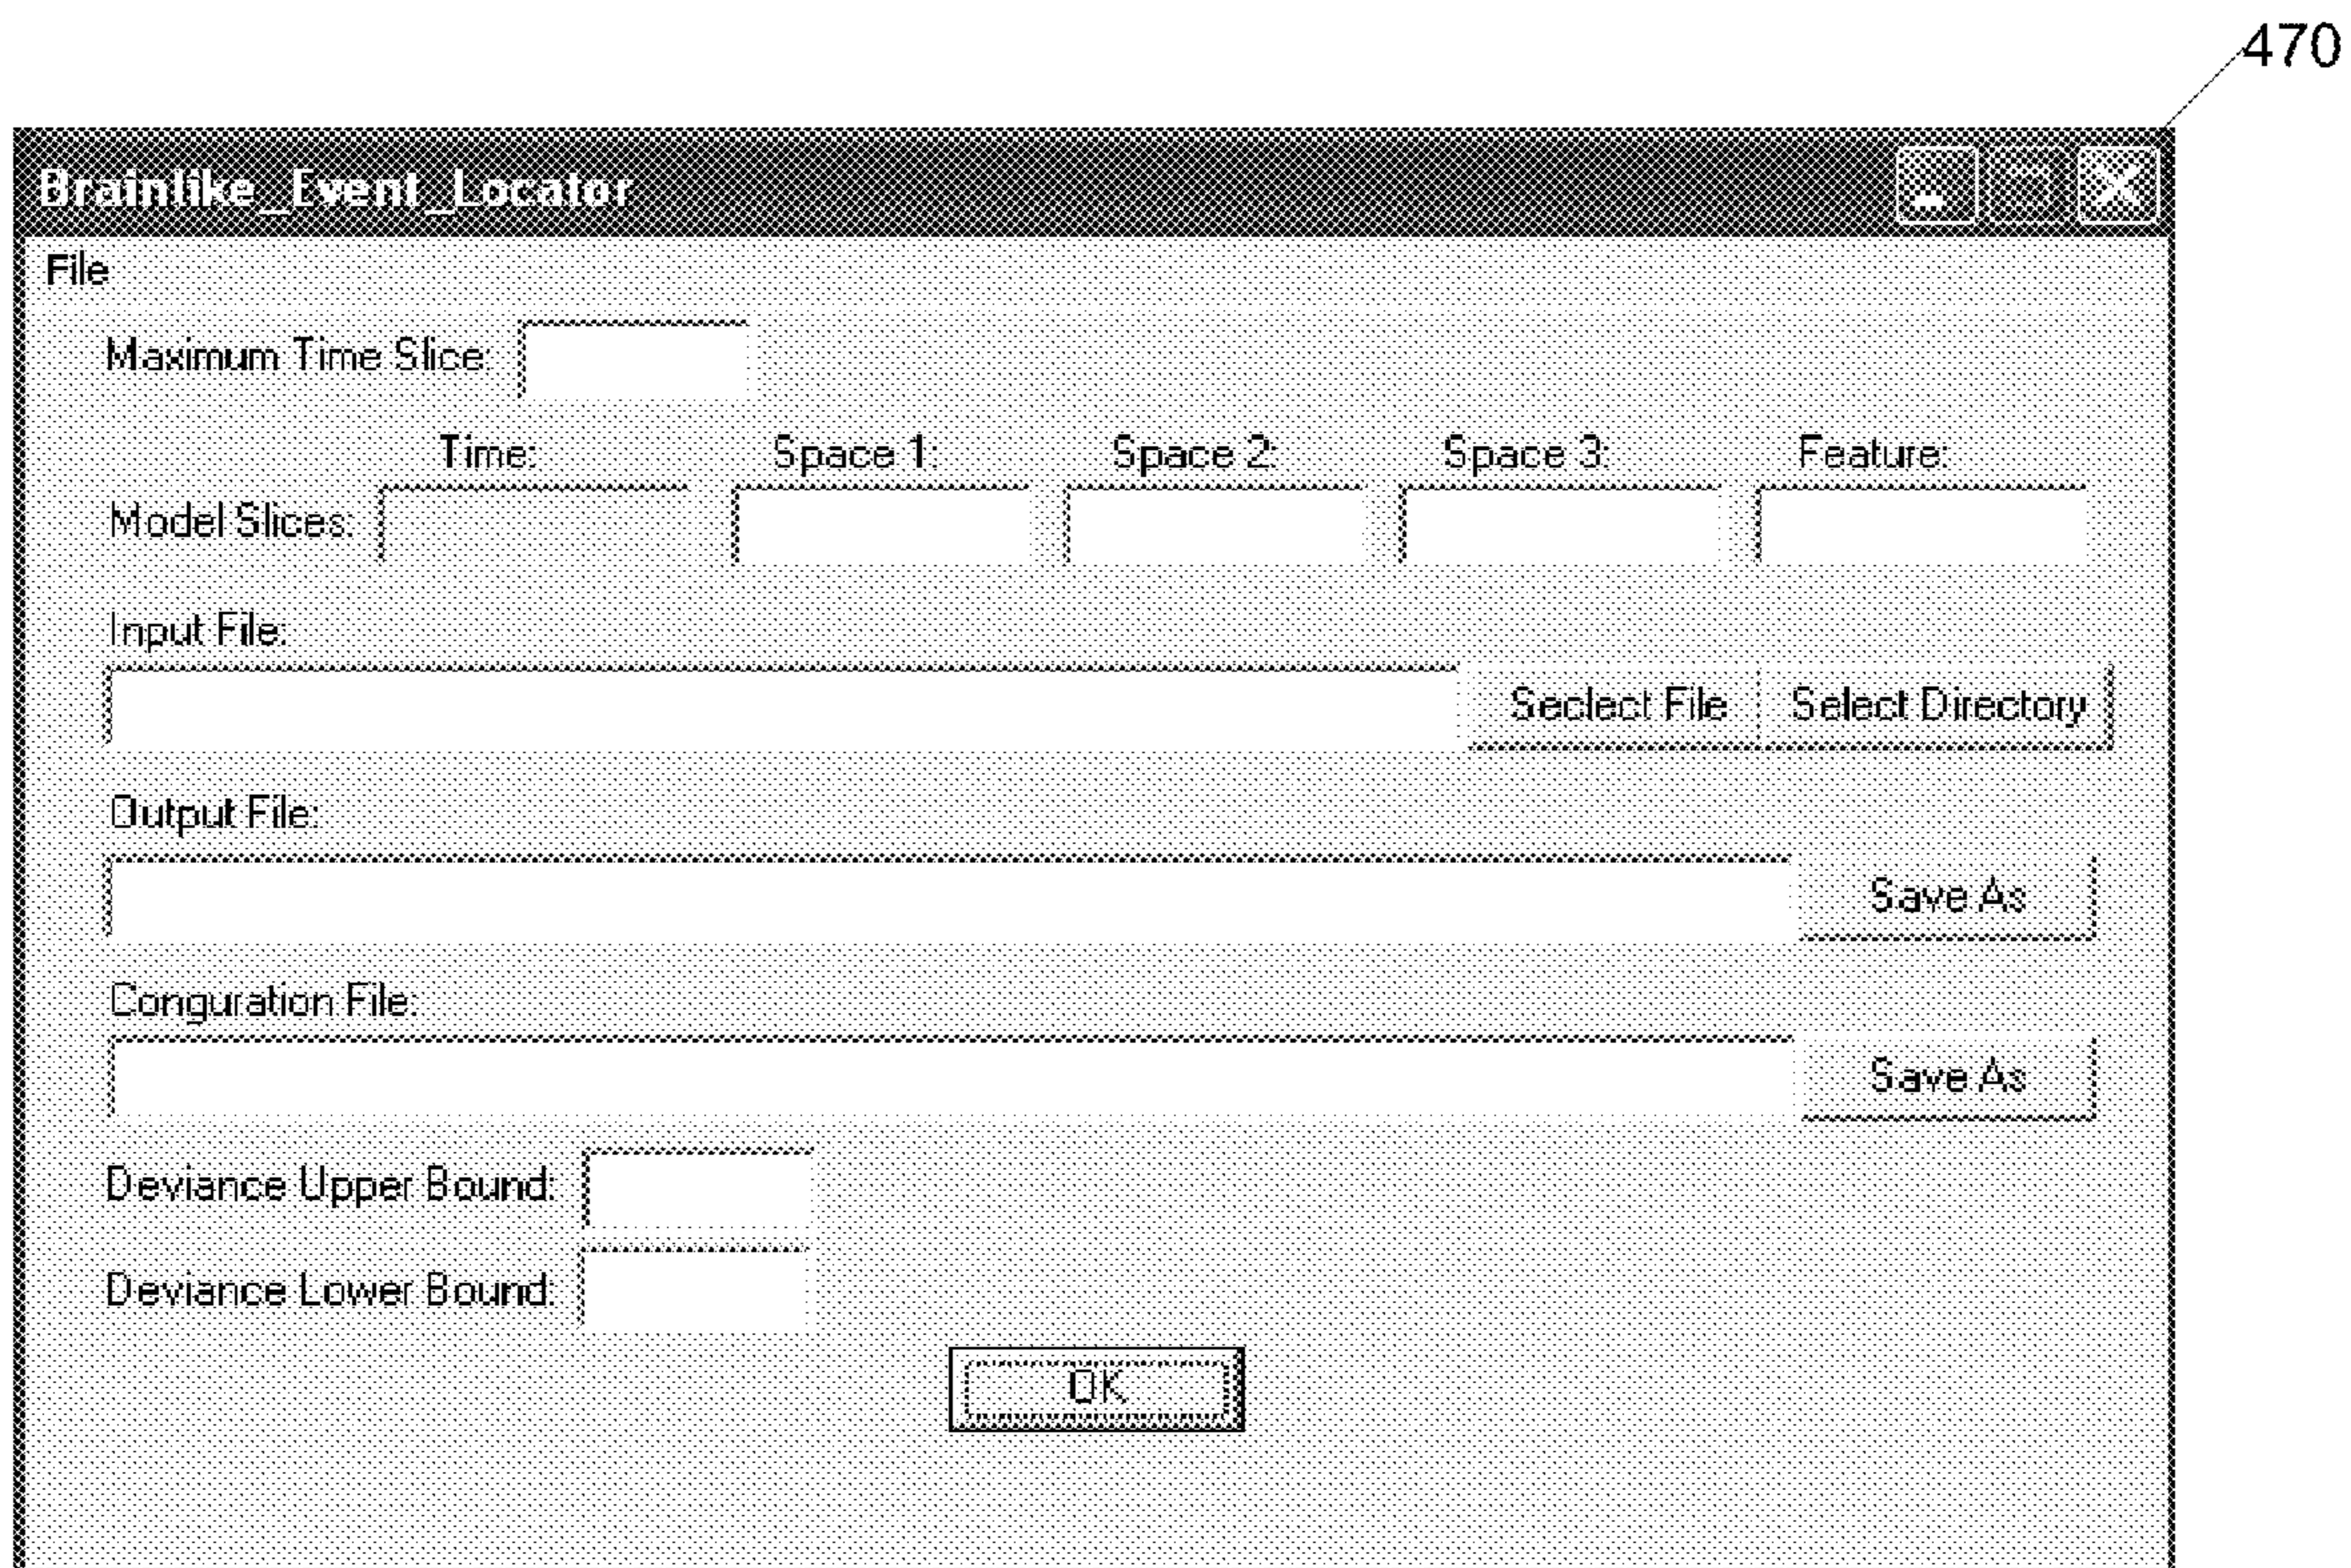 470
Brainlike_Event_Locator
File
Maximum Time Slice:
Time: Space 1: Space 2: Space 3: Feature:
Model Slices:
Input File:
Seclect File Select Directory
Output File:
Save As
Conguration File:
Save As
Deviance Upper Bound:
Deviance Lower Bound:
OK